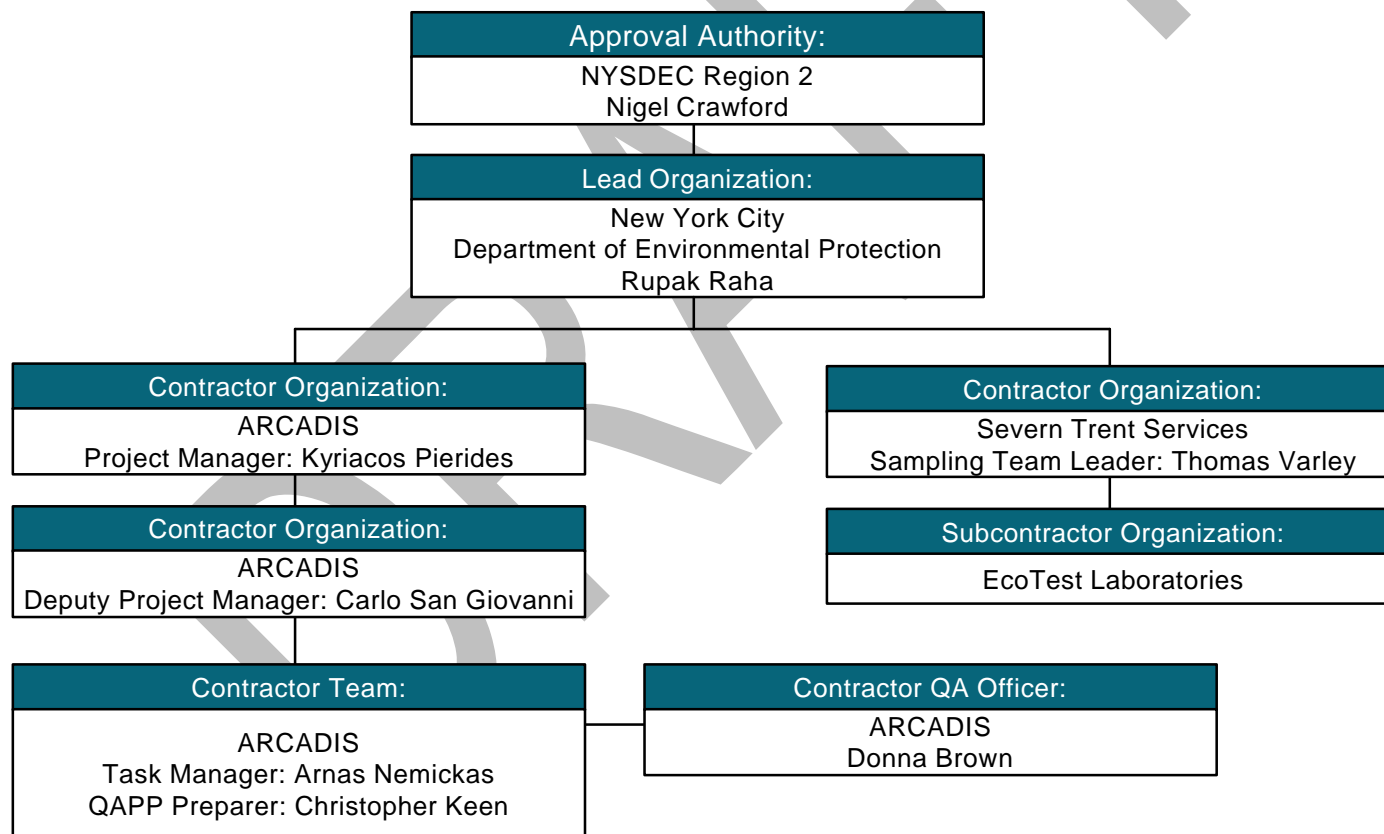 Approval Authority:
NYSDEC Region 2
Nigel Crawford
Lead Organization:
New York City
Department of Environmental Protection
Rupak Raha
Contractor Organization:
ARCADIS
Project Manager: Kyriacos Pierides
Contractor Organization:
Severn Trent Services
Sampling Team Leader: Thomas Varley
Contractor Organization:
ARCADIS
Deputy Project Manager: Carlo San Giovanni
Subcontractor Organization:
EcoTest Laboratories
Contractor Team:
ARCADIS
Task Manager: Arnas Nemickas
QAPP Preparer: Christopher Keen
Contractor QA Officer:
ARCADIS
Donna Brown